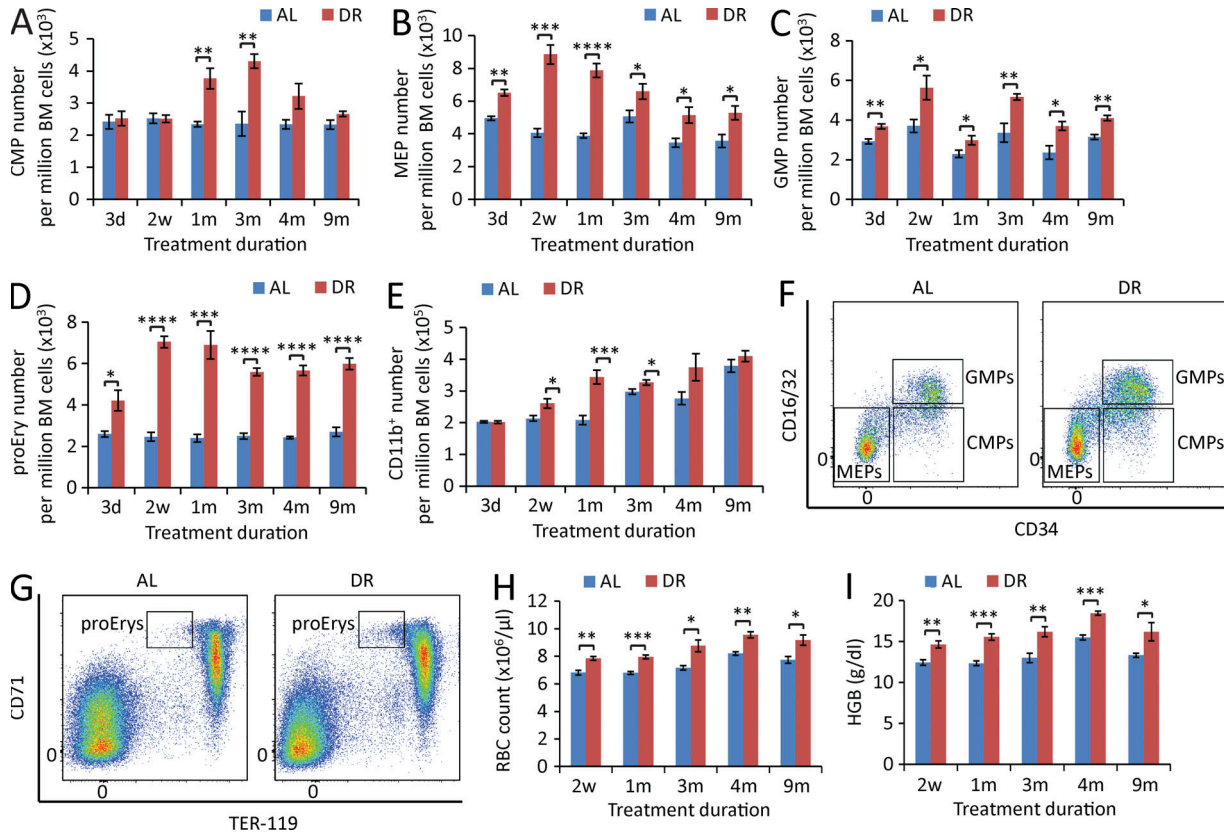 A
AL DR
CMP number
per million BM cells (x10³)
5
4
3
2
1
0
** **
3d 2w 1m 3m 4m 9m
Treatment duration
B
AL DR
MEP number
per million BM cells (x10³)
10
8
6
4
2
0
** *** **** * * *
3d 2w 1m 3m 4m 9m
Treatment duration
C
AL DR
GMP number
per million BM cells (x10³)
8
6
4
2
0
** * * ** * **
3d 2w 1m 3m 4m 9m
Treatment duration
D
AL DR
proEry number
per million BM cells (x10³)
8
6
4
2
0
* **** *** **** **** ****
3d 2w 1m 3m 4m 9m
Treatment duration
E
AL DR
CD11b⁺ number
per million BM cells (x10⁵)
5
4
3
2
1
0
* *** *
3d 2w 1m 3m 4m 9m
Treatment duration
F
AL DR
CD16/32
GMPs GMPs
CMPs CMPs
MEPs MEPs
0 0
0 0
CD34
G
AL DR
CD71
proErys proErys
0 0
0 0
TER-119
H
AL DR
RBC count (x10⁶/μl)
12
10
8
6
4
2
0
** *** * ** *
2w 1m 3m 4m 9m
Treatment duration
I
AL DR
HGB (g/dl)
20
15
10
5
0
** *** ** *** *
2w 1m 3m 4m 9m
Treatment duration